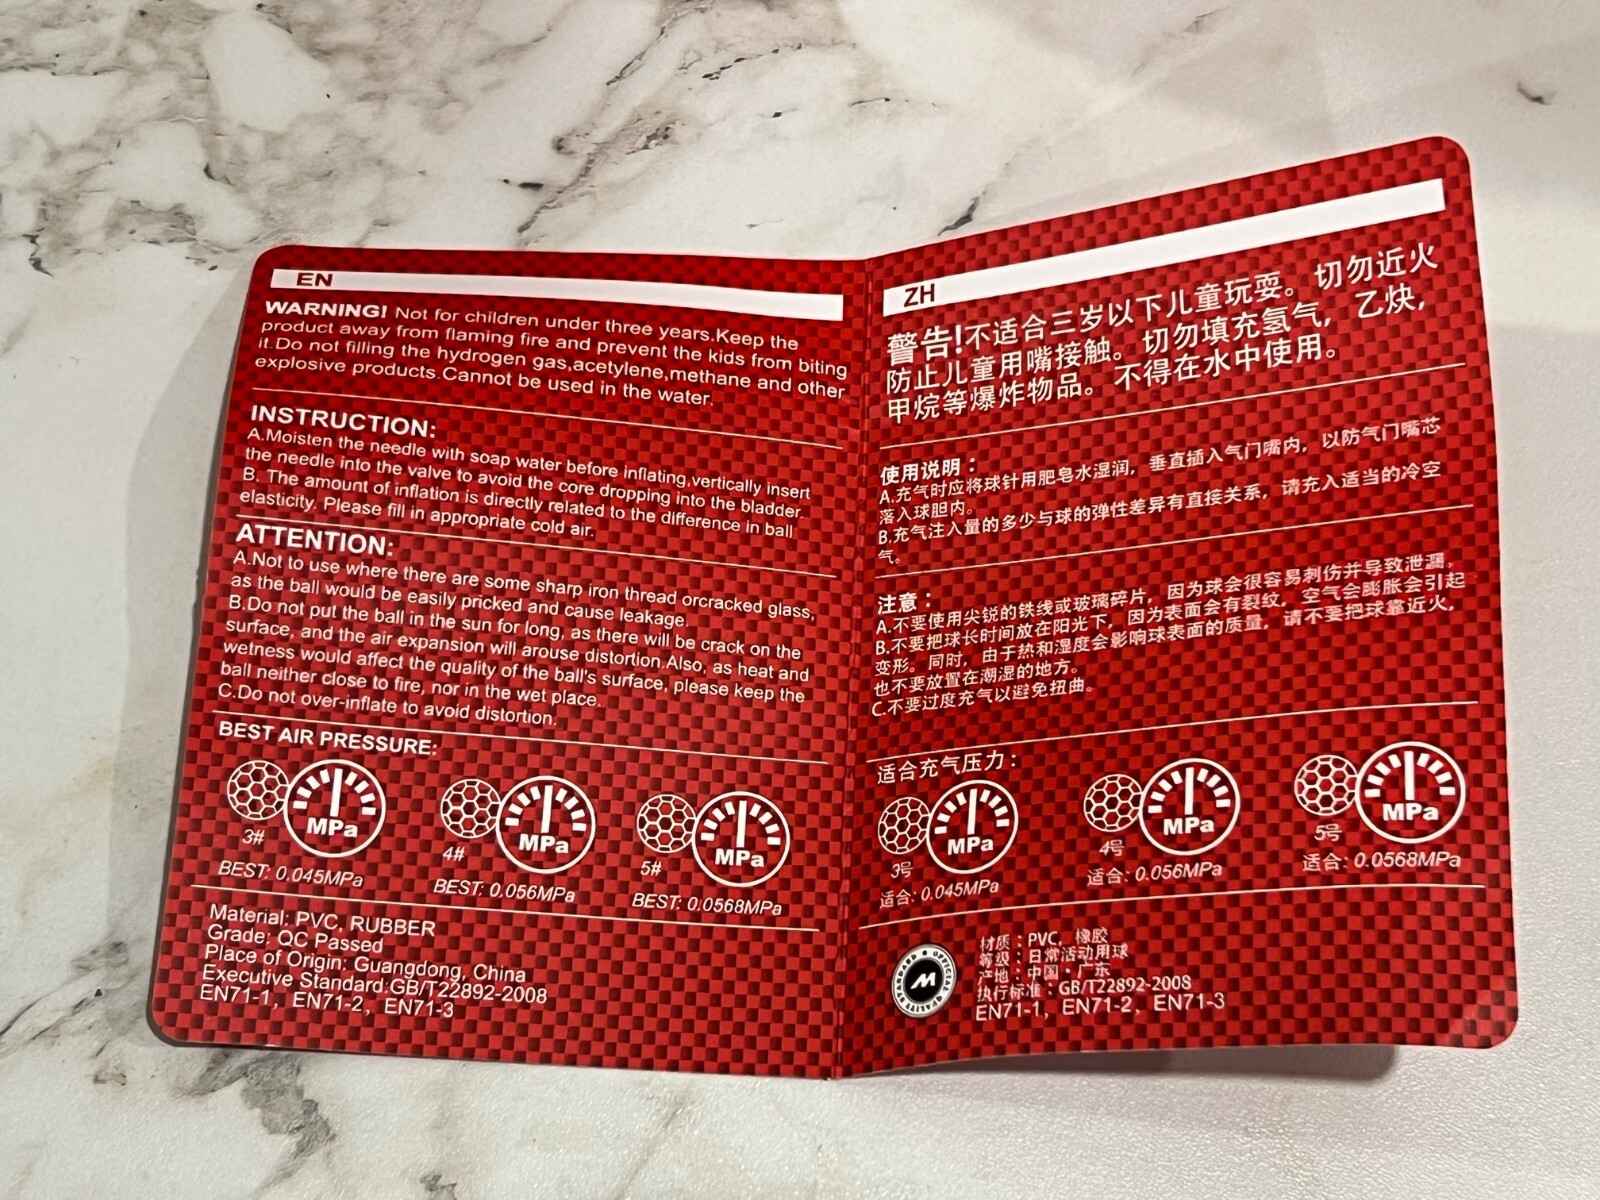 EN
WARNING! Not for children under three years.Keep the
product away from flaming fire and prevent the kids from biting
it.Do not filling the hydrogen gas,acetylene,methane and other
explosive products.Cannot be used in the water.
INSTRUCTION:
A.Moisten the needle with soap water before inflating,vertically insert
the needle into the valve to avoid the core dropping into the bladder.
B. The amount of inflation is directly related to the difference in ball
elasticity. Please fill in appropriate cold air.
ATTENTION:
A.Not to use where there are some sharp iron thread orcracked glass,
as the ball would be easily pricked and cause leakage.
B.Do not put the ball in the sun for long, as there will be crack on the
surface, and the air expansion will arouse distortion.Also, as heat and
wetness would affect the quality of the ball's surface, please keep the
ball neither close to fire, nor in the wet place.
C.Do not over-inflate to avoid distortion.
BEST AIR PRESSURE:
MPa MPa MPa
3# 4# 5#
BEST: 0.045MPa BEST: 0.056MPa BEST: 0.0568MPa
Material: PVC, RUBBER
Grade: QC Passed
Place of Origin: Guangdong, China
Executive Standard:GB/T22892-2008
EN71-1, EN71-2, EN71-3
ZH
警告!不适合三岁以下儿童玩耍。切勿近火
防止儿童用嘴接触。切勿填充氢气，乙炔，
甲烷等爆炸物品。不得在水中使用。
使用说明：
A.充气时应将球针用肥皂水湿润，垂直插入气门嘴内，以防气门嘴芯
落入球胆内。
B.充气注入量的多少与球的弹性差异有直接关系，请充入适当的冷空
气。
注意：
A.不要使用尖锐的铁线或玻璃碎片，因为球会很容易刺伤并导致泄漏。
B.不要把球长时间放在阳光下，因为表面会有裂纹，空气会膨胀会引起
变形。同时，由于热和湿度会影响球表面的质量，请不要把球靠近火，
也不要放置在潮湿的地方。
C.不要过度充气以避免扭曲。
适合充气压力：
MPa MPa MPa
3号 4号 5号
适合: 0.045MPa 适合: 0.056MPa 适合: 0.0568MPa
M
OFFICIAL QUALITY STANDARD
材质：PVC, 橡胶
等级：日常活动用球
产地：中国·广东
执行标准：GB/T22892-2008
EN71-1, EN71-2, EN71-3